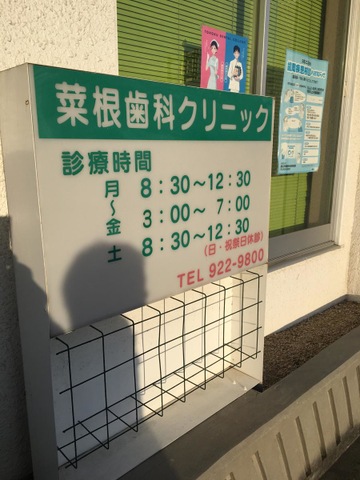 菜根歯科クリニック
診療時間
月 8:30〜12:30
〜
金 3:00〜 7:00
土 8:30〜12:30
(日・祝祭日休診)
TEL 922-9800